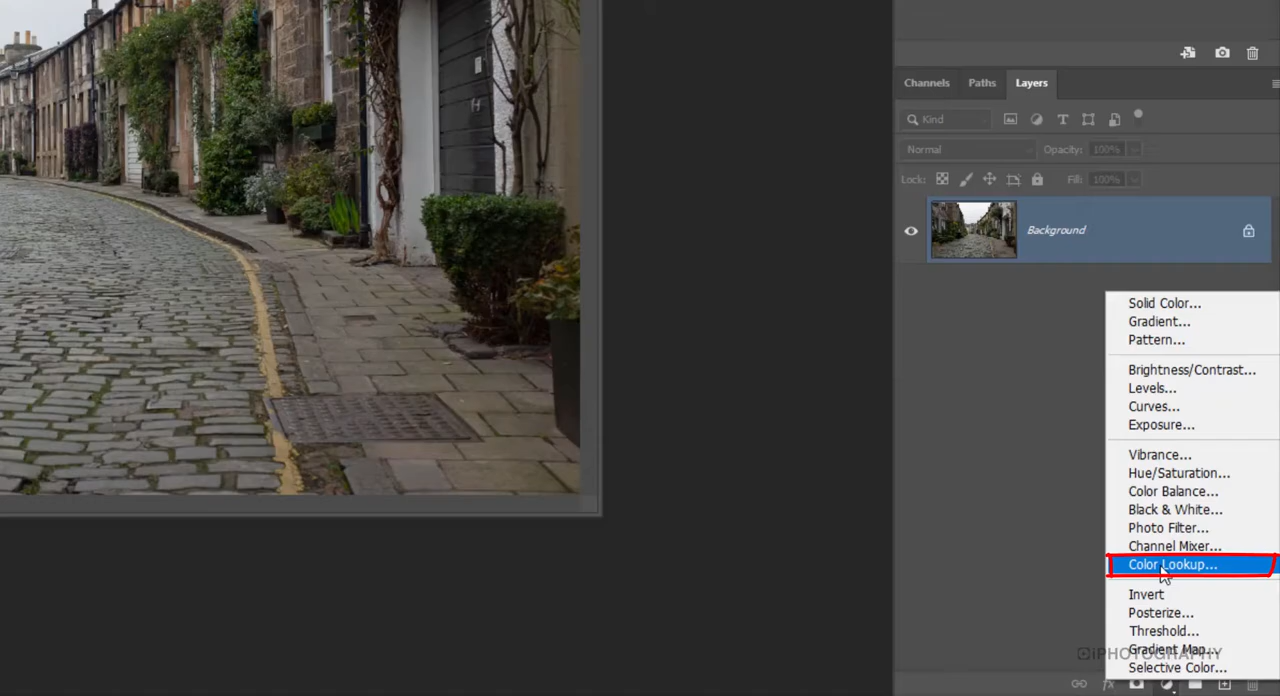 Channels Paths Layers
Kind
Normal Opacity: 100%
Lock: Fill: 100%
Background
Solid Color...
Gradient...
Pattern...
Brightness/Contrast...
Levels...
Curves...
Exposure...
Vibrance...
Hue/Saturation...
Color Balance...
Black & White...
Photo Filter...
Channel Mixer...
Color Lookup...
Invert
Posterize...
Threshold...
Gradient Map...
iPHOTOGRAPHY
Selective Color...
fx